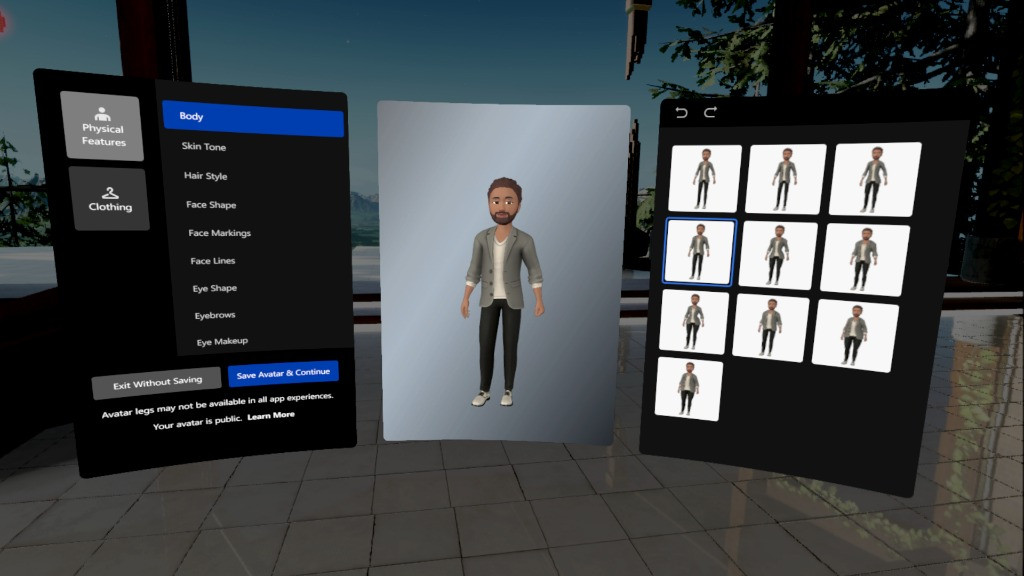 Physical
Features
Clothing
Body
Skin Tone
Hair Style
Face Shape
Face Markings
Face Lines
Eye Shape
Eyebrows
Eye Makeup
Exit Without Saving
Save Avatar & Continue
Avatar legs may not be available in all app experiences.
Your avatar is public. Learn More